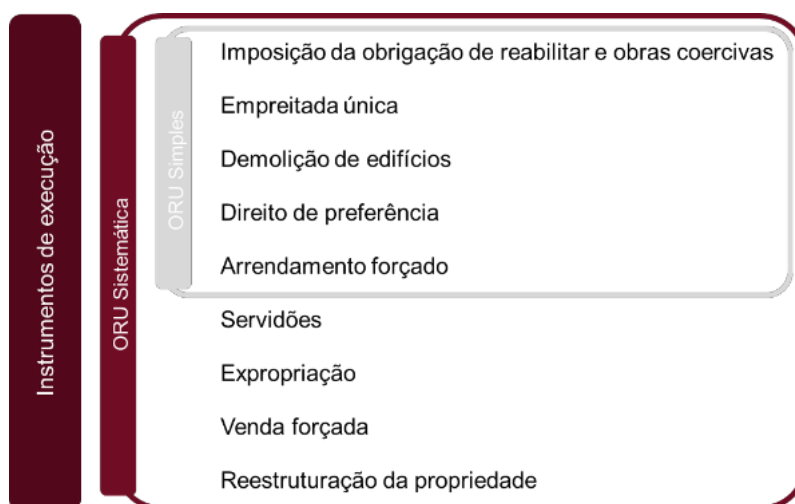 Instrumentos de execução
ORU Sistemática
ORU Simples
Imposição da obrigação de reabilitar e obras coercivas
Empreitada única
Demolição de edifícios
Direito de preferência
Arrendamento forçado
Servidões
Expropriação
Venda forçada
Reestruturação da propriedade